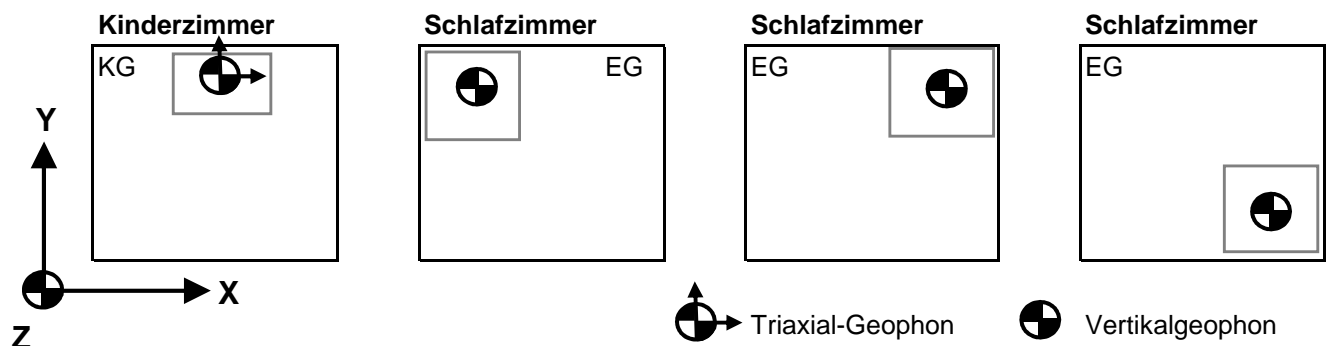 Kinderzimmer Schlafzimmer Schlafzimmer Schlafzimmer
KG EG EG EG
Y
X
Z
Triaxial-Geophon Vertikalgeophon